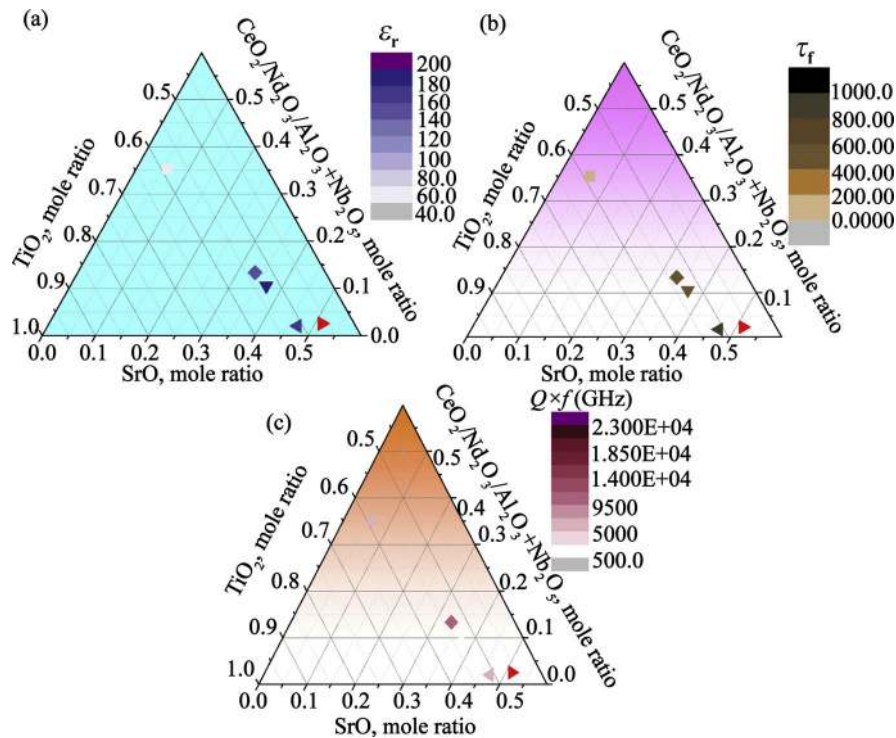 (a)
εr
200
180
160
140
120
100
80.0
60.0
40.0
CeO2/Nd2O3/Al2O3+Nb2O5, mole ratio
TiO2, mole ratio
0.5
0.6
0.7
0.8
0.9
1.0
0.5
0.4
0.3
0.2
0.1
0.0
0.0 0.1 0.2 0.3 0.4 0.5
SrO, mole ratio
(b)
τf
1000.0
800.00
600.00
400.00
200.00
0.0000
CeO2/Nd2O3/Al2O3+Nb2O5, mole ratio
TiO2, mole ratio
0.5
0.6
0.7
0.8
0.9
0.5
0.4
0.3
0.2
0.1
0.0 0.1 0.2 0.3 0.4 0.5
SrO, mole ratio
(c)
Q×f (GHz)
2.300E+04
1.850E+04
1.400E+04
9500
5000
500.0
CeO2/Nd2O3/Al2O3+Nb2O5, mole ratio
TiO2, mole ratio
0.5
0.6
0.7
0.8
0.9
1.0
0.5
0.4
0.3
0.2
0.1
0.0
0.0 0.1 0.2 0.3 0.4 0.5
SrO, mole ratio